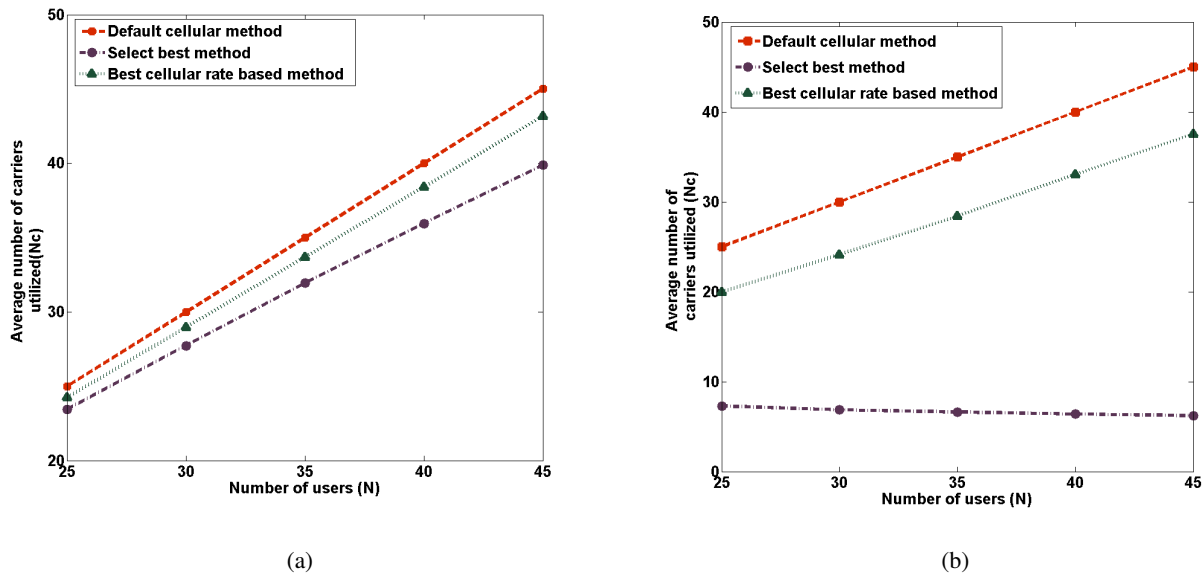 50
Default cellular method
Select best method
Best cellular rate based method
Average number of carriers
utilized(Nc)
40
30
20
25
30
35
40
45
Number of users (N)
(a)
50
Default cellular method
Select best method
Best cellular rate based method
Average number of
carriers utilized (Nc)
40
30
20
10
0
25
30
35
40
45
Number of users (N)
(b)